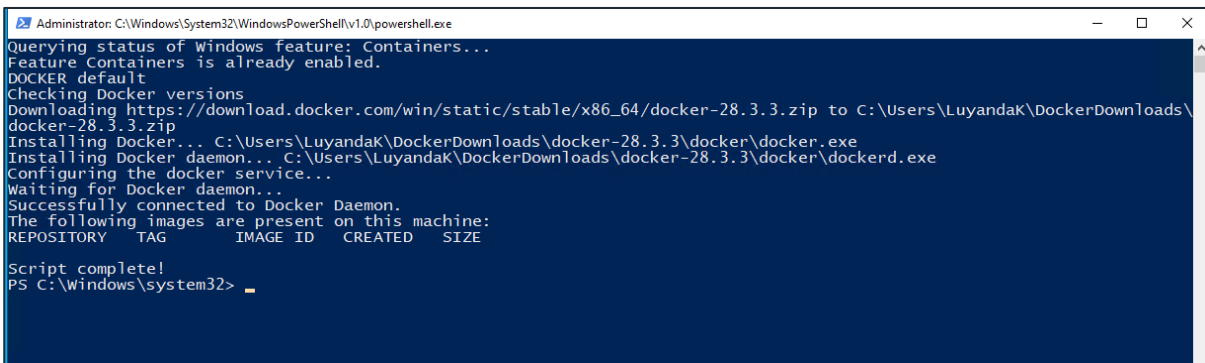 Administrator: C:\Windows\System32\WindowsPowerShell\v1.0\powershell.exe
Querying status of Windows feature: Containers...
Feature Containers is already enabled.
DOCKER default
Checking Docker versions
Downloading https://download.docker.com/win/static/stable/x86_64/docker-28.3.3.zip to C:\Users\LuyandaK\DockerDownloads\
docker-28.3.3.zip
Installing Docker... C:\Users\LuyandaK\DockerDownloads\docker-28.3.3\docker\docker.exe
Installing Docker daemon... C:\Users\LuyandaK\DockerDownloads\docker-28.3.3\docker\dockerd.exe
Configuring the docker service...
Waiting for Docker daemon...
Successfully connected to Docker Daemon.
The following images are present on this machine:
REPOSITORY   TAG       IMAGE ID   CREATED   SIZE
Script complete!
PS C:\Windows\system32>